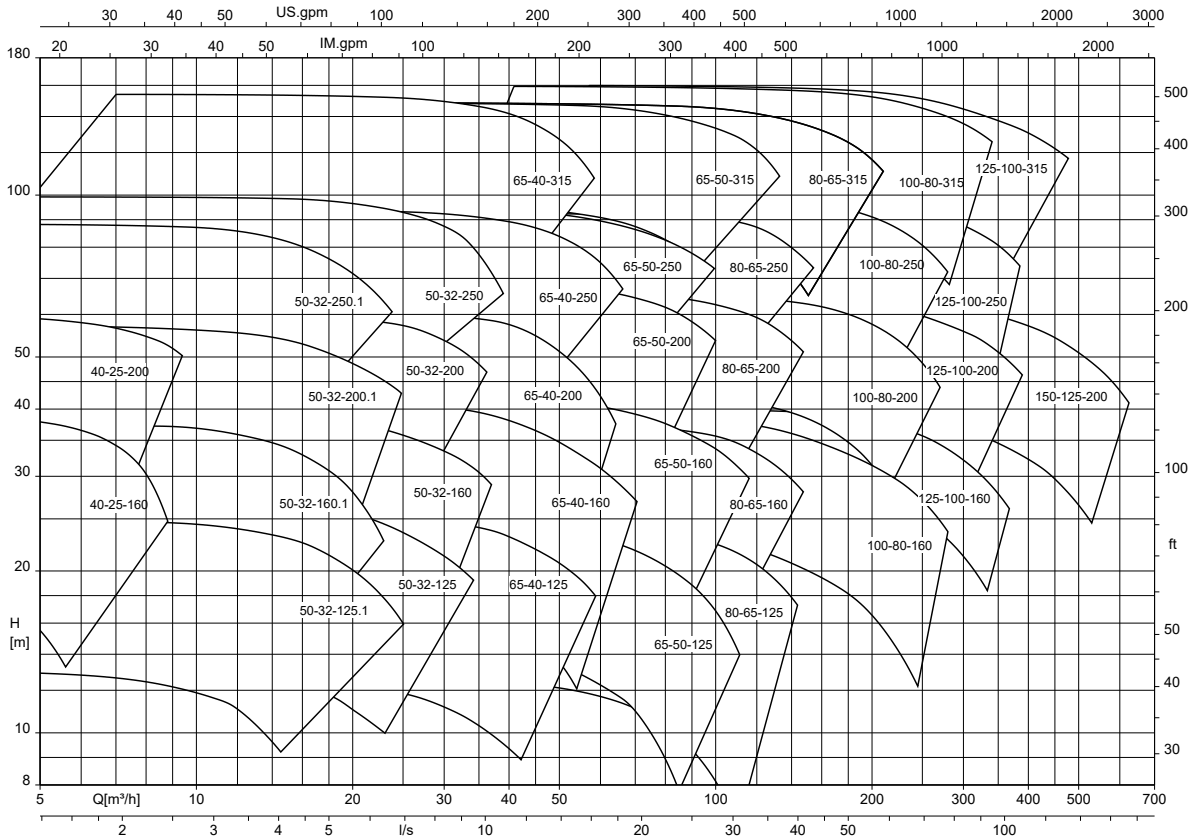 30 40 50 US.gpm 100 200 300 400 500 1000 2000 3000
20 30 40 50 IM.gpm 100 200 300 400 500 1000 2000
180
500
400
65-40-315 65-50-315 80-65-315 100-80-315 125-100-315
100
300
50-32-250.1 50-32-250 65-40-250 65-50-250 80-65-250 100-80-250 125-100-250
200
50
40-25-200 50-32-200.1 50-32-200 65-40-200 65-50-200 80-65-200 100-80-200 125-100-200 150-125-200
40
100
30
40-25-160 50-32-160.1 50-32-160 65-40-160 65-50-160 80-65-160 100-80-160 125-100-160
ft
20
50-32-125.1 50-32-125 65-40-125 65-50-125 80-65-125
H
[m]
50
40
10
30
8
5 Q[m³/h] 10 20 30 40 50 100 200 300 400 500 700
2 3 4 5 l/s 10 20 30 40 50 100